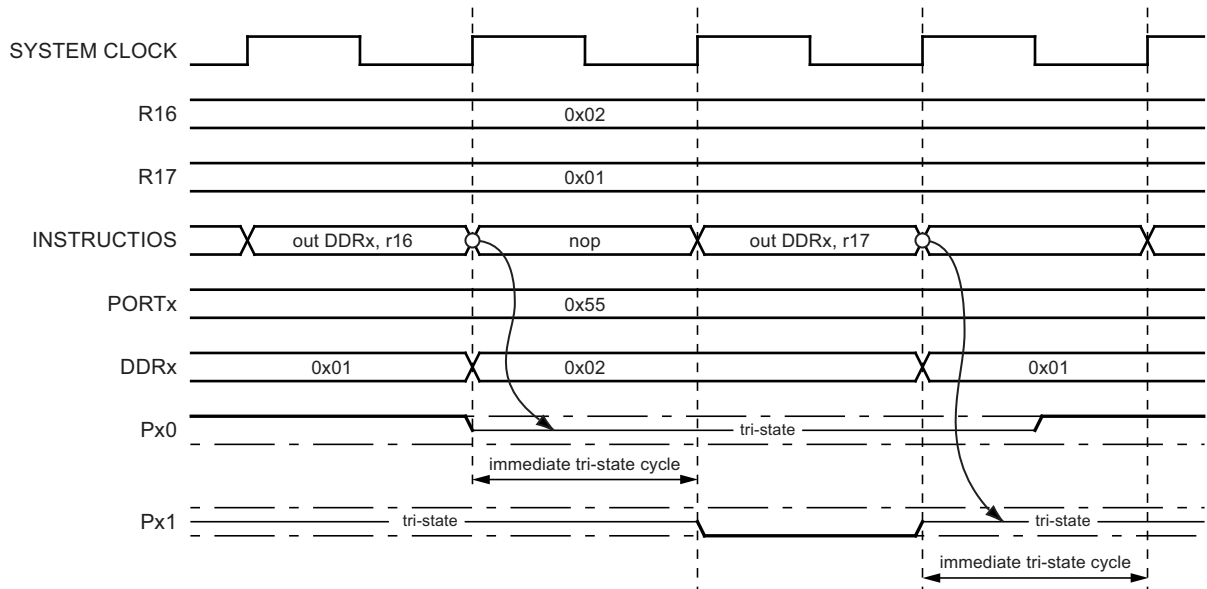 SYSTEM CLOCK
R16
0x02
R17
0x01
INSTRUCTIOS
out DDRx, r16
nop
out DDRx, r17
PORTx
0x55
DDRx
0x01
0x02
0x01
Px0
tri-state
immediate tri-state cycle
Px1
tri-state
tri-state
immediate tri-state cycle